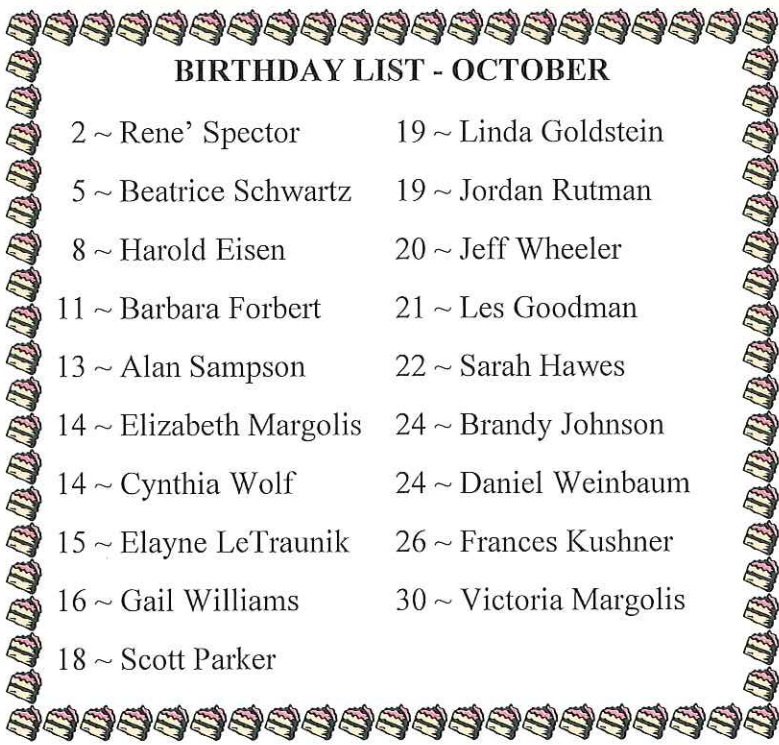 BIRTHDAY LIST - OCTOBER
2 ~ Rene’ Spector
5 ~ Beatrice Schwartz
8 ~ Harold Eisen
11 ~ Barbara Forbert
13 ~ Alan Sampson
14 ~ Elizabeth Margolis
14 ~ Cynthia Wolf
15 ~ Elayne LeTraunik
16 ~ Gail Williams
18 ~ Scott Parker
19 ~ Linda Goldstein
19 ~ Jordan Rutman
20 ~ Jeff Wheeler
21 ~ Les Goodman
22 ~ Sarah Hawes
24 ~ Brandy Johnson
24 ~ Daniel Weinbaum
26 ~ Frances Kushner
30 ~ Victoria Margolis